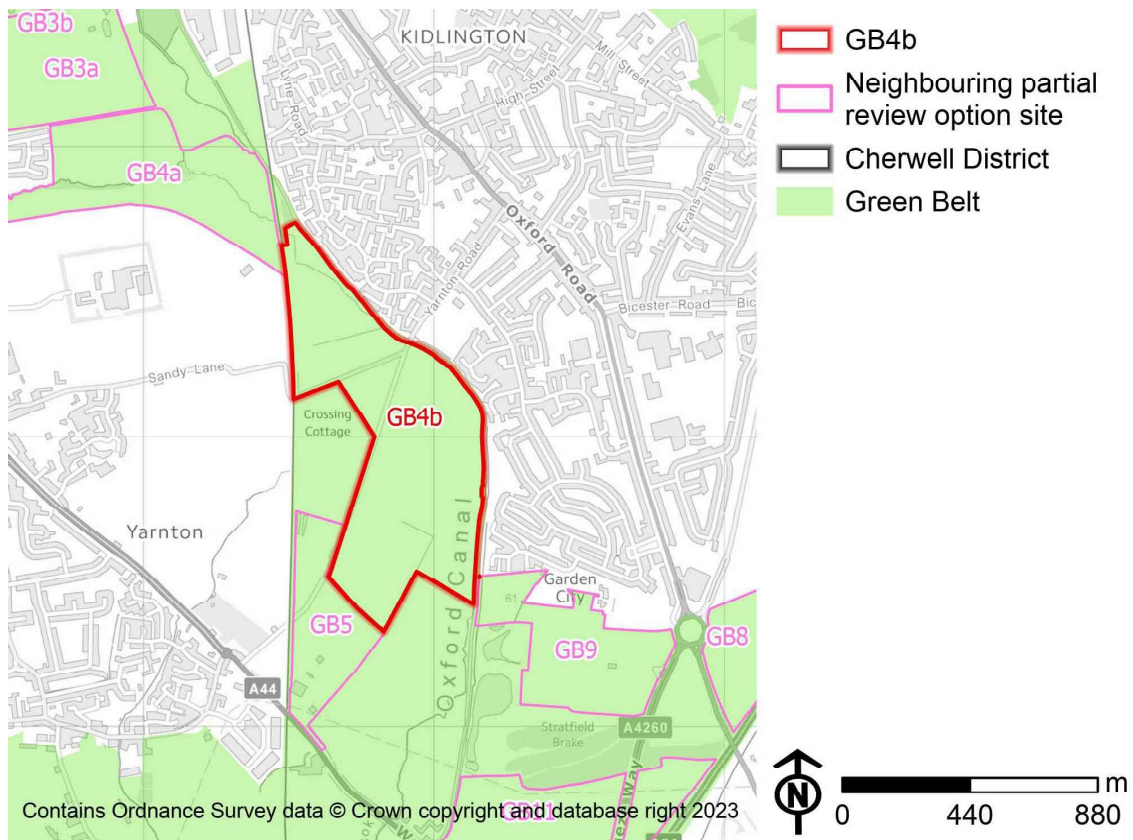 GB3b
KIDLINGTON
GB3a
Lyne Road
High Street
Mill Street
GB4a
Evans Lane
Oxford Road
Yarnton Road
Bicester Road
Bic
Sandy Lane
Crossing
Cottage
GB4b
Yarnton
Oxford Canal
GB5
61
Garden
City
GB9
GB8
A44
Stratfield
Brake
A4260
Contains Ordnance Survey data © Crown copyright and database right 2023
GB4b
Neighbouring partial
review option site
Cherwell District
Green Belt
N
m
0
440
880